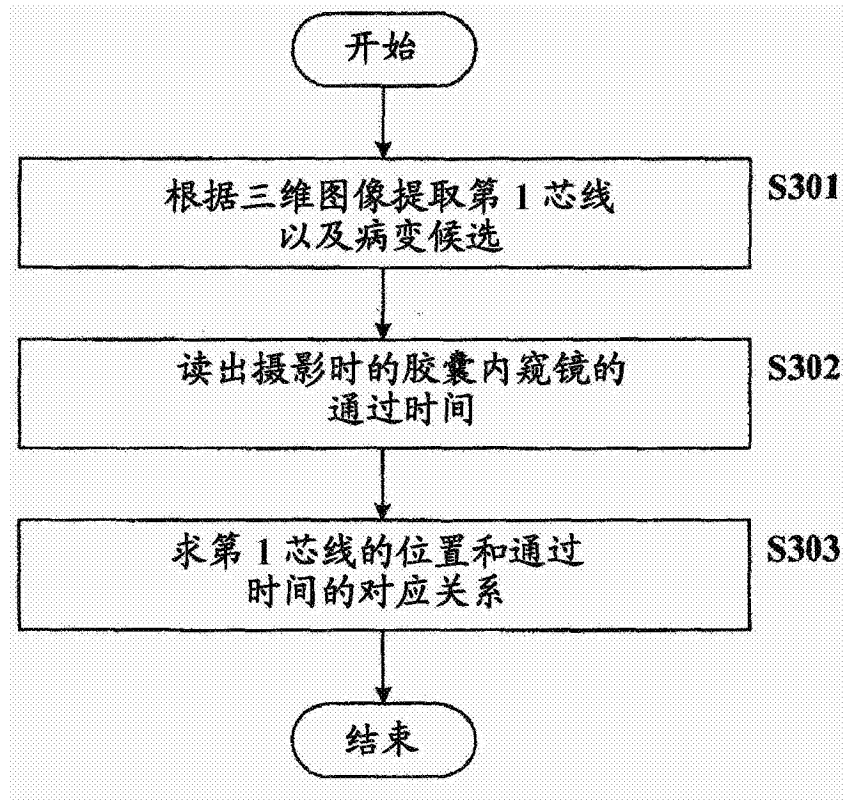 开始
根据三维图像提取第 1 芯线
以及病变候选
S301
读出摄影时的胶囊内窥镜的
通过时间
S302
求第 1 芯线的位置和通过
时间的对应关系
S303
结束